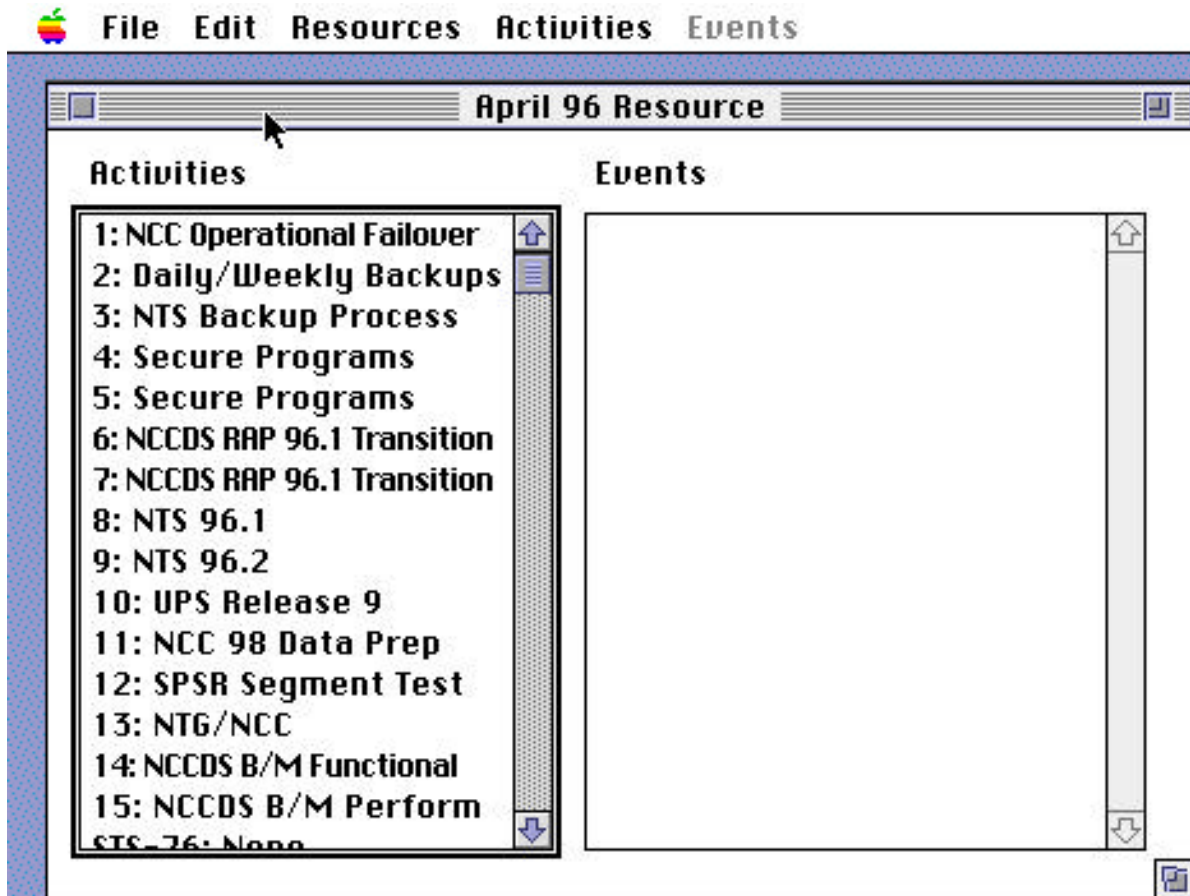 File Edit Resources Activities Events
April 96 Resource
Activities
1: NCC Operational Failover
2: Daily/Weekly Backups
3: NTS Backup Process
4: Secure Programs
5: Secure Programs
6: NCCDS RAP 96.1 Transition
7: NCCDS RAP 96.1 Transition
8: NTS 96.1
9: NTS 96.2
10: UPS Release 9
11: NCC 98 Data Prep
12: SPSR Segment Test
13: NTG/NCC
14: NCCDS B/M Functional
15: NCCDS B/M Perform
STS-76: None
Events